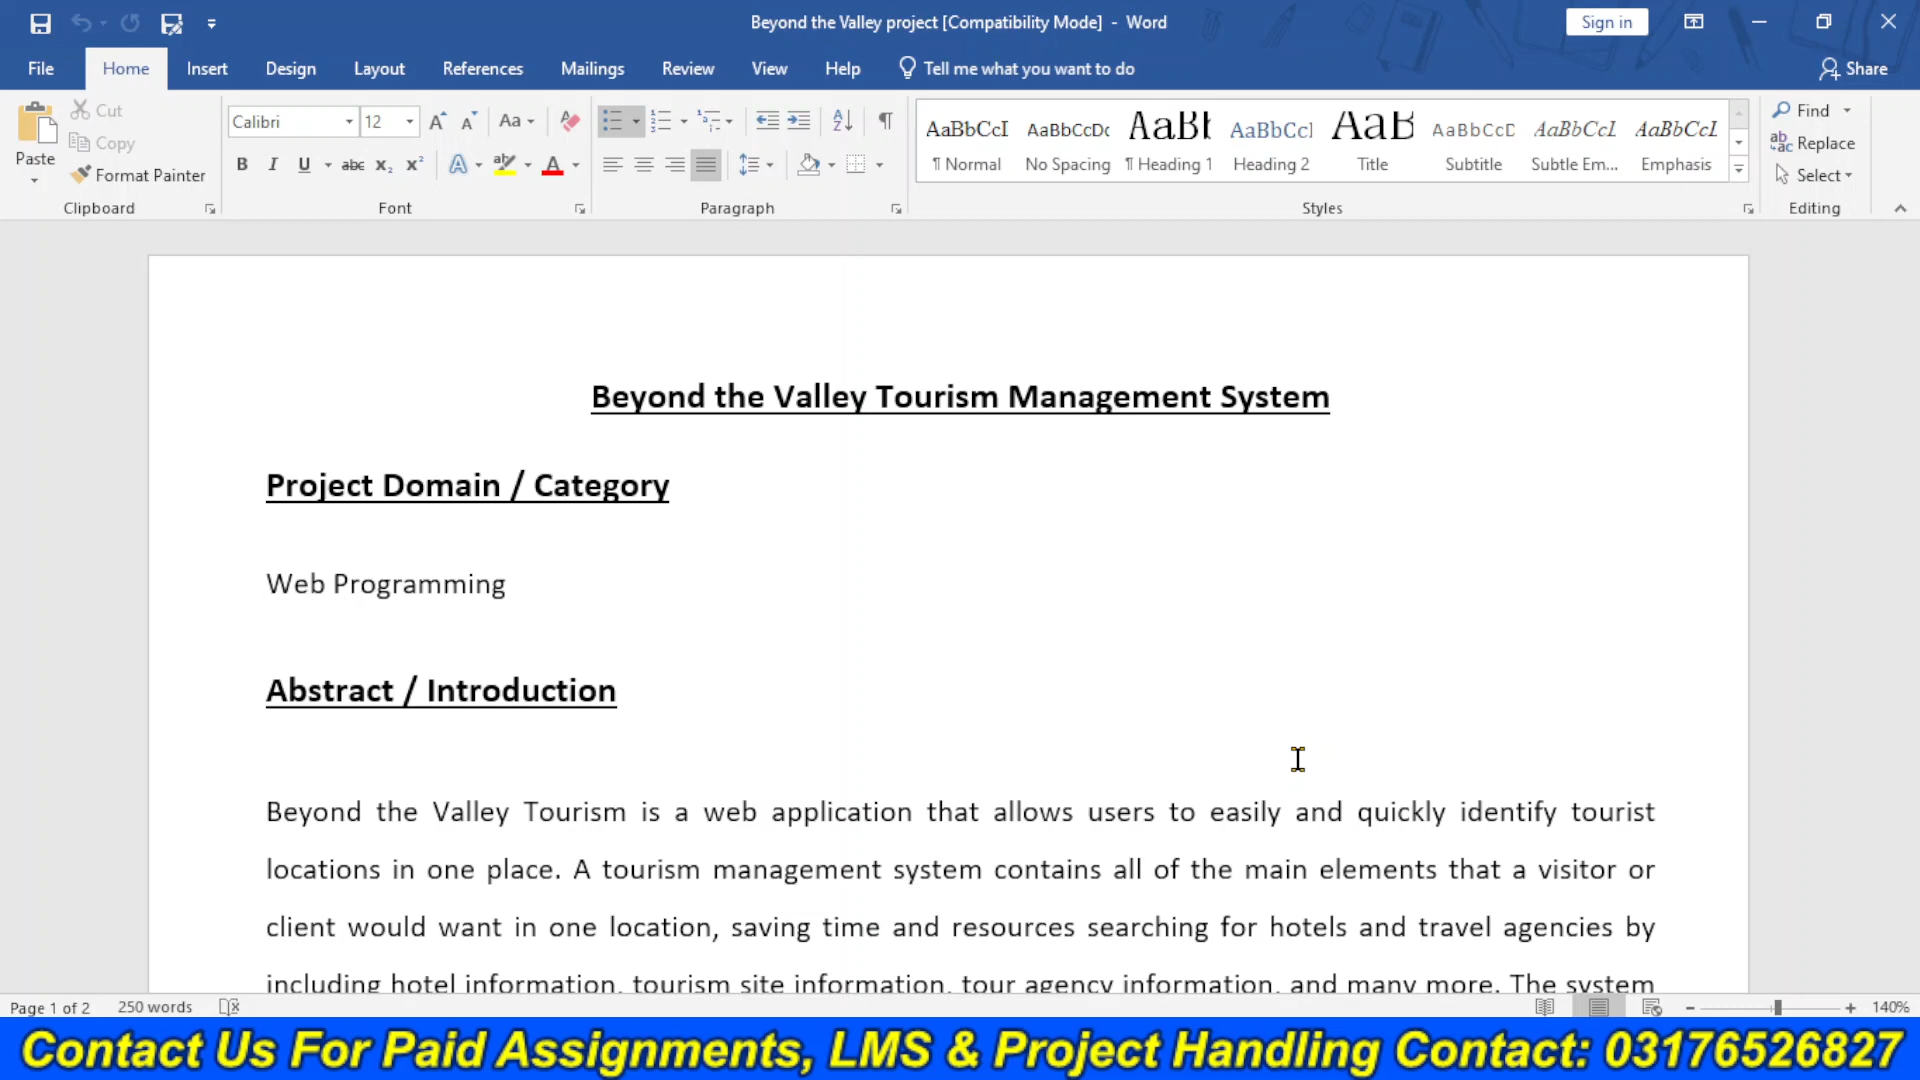 Beyond the Valley project [Compatibility Mode] - Word
Sign in
File Home Insert Design Layout References Mailings Review View Help Tell me what you want to do Share
Paste
Cut
Copy
Format Painter
Clipboard
Calibri 12
Font
Paragraph
AaBbCcI AaBbCcDc AaBl AaBbCcl AaB AaBbCcD AaBbCcL AaBbCcL
¶ Normal No Spacing ¶ Heading 1 Heading 2 Title Subtitle Subtle Em... Emphasis
Styles
Find
Replace
Select
Editing
Beyond the Valley Tourism Management System
Project Domain / Category
Web Programming
Abstract / Introduction
Beyond the Valley Tourism is a web application that allows users to easily and quickly identify tourist
locations in one place. A tourism management system contains all of the main elements that a visitor or
client would want in one location, saving time and resources searching for hotels and travel agencies by
including hotel information, tourism site information, tour agency information, and many more. The system
Page 1 of 2 250 words 140%
Contact Us For Paid Assignments, LMS & Project Handling Contact: 03176526827